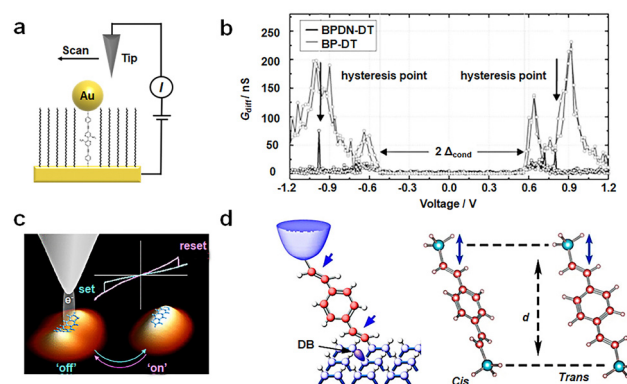 a
Scan
Tip
Au
I
b
BPDN-DT
BP-DT
hysteresis point
hysteresis point
2 Δcond
Gdiff / nS
250
200
150
100
50
0
-1.2 -0.9 -0.6 -0.3 0.0 0.3 0.6 0.9 1.2
Voltage / V
c
reset
set
e-
'off'
'on'
d
DB
d
Cis
Trans